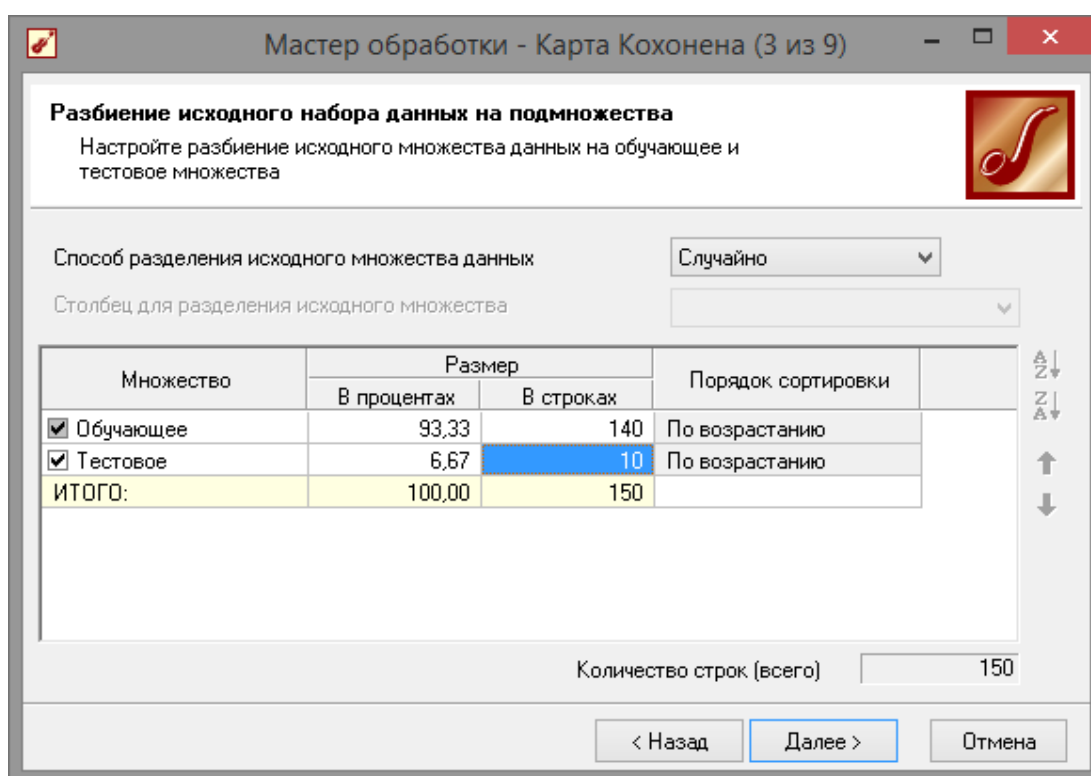 Мастер обработки - Карта Кохонена (3 из 9)
Разбиение исходного набора данных на подмножества
Настройте разбиение исходного множества данных на обучающее и
тестовое множества
Способ разделения исходного множества данных Случайно
Столбец для разделения исходного множества
Множество Размер Порядок сортировки
В процентах В строках
Обучающее 93,33 140 По возрастанию
Тестовое 6,67 10 По возрастанию
ИТОГО: 100,00 150
A
Z
Z
A
Количество строк (всего) 150
< Назад Далее > Отмена